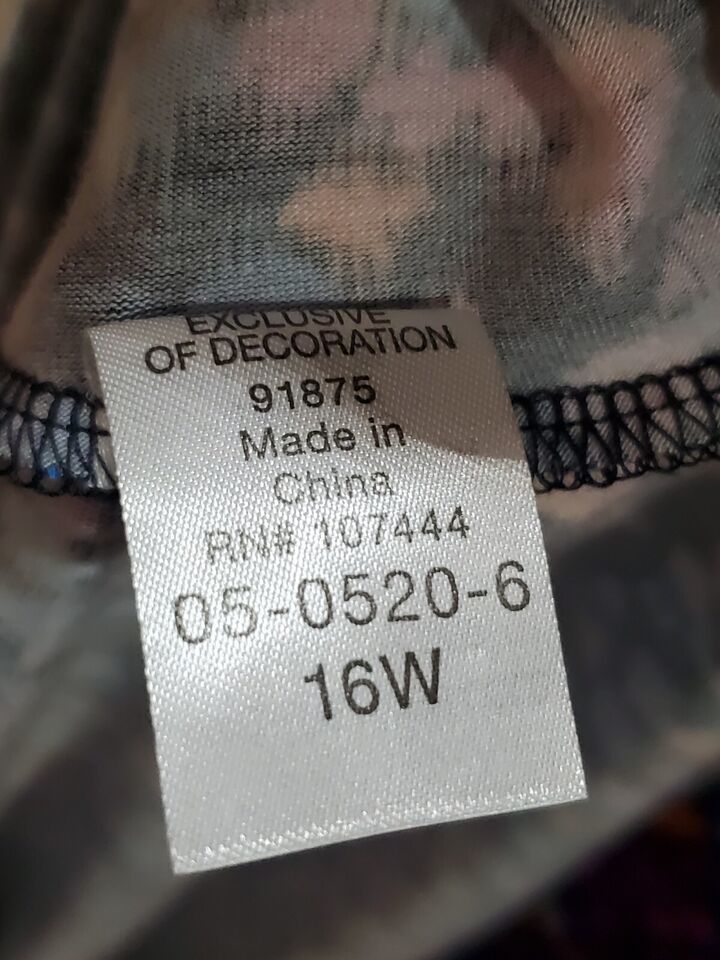 EXCLUSIVE
OF DECORATION
91875
Made in
China
RN# 107444
05-0520-6
16W